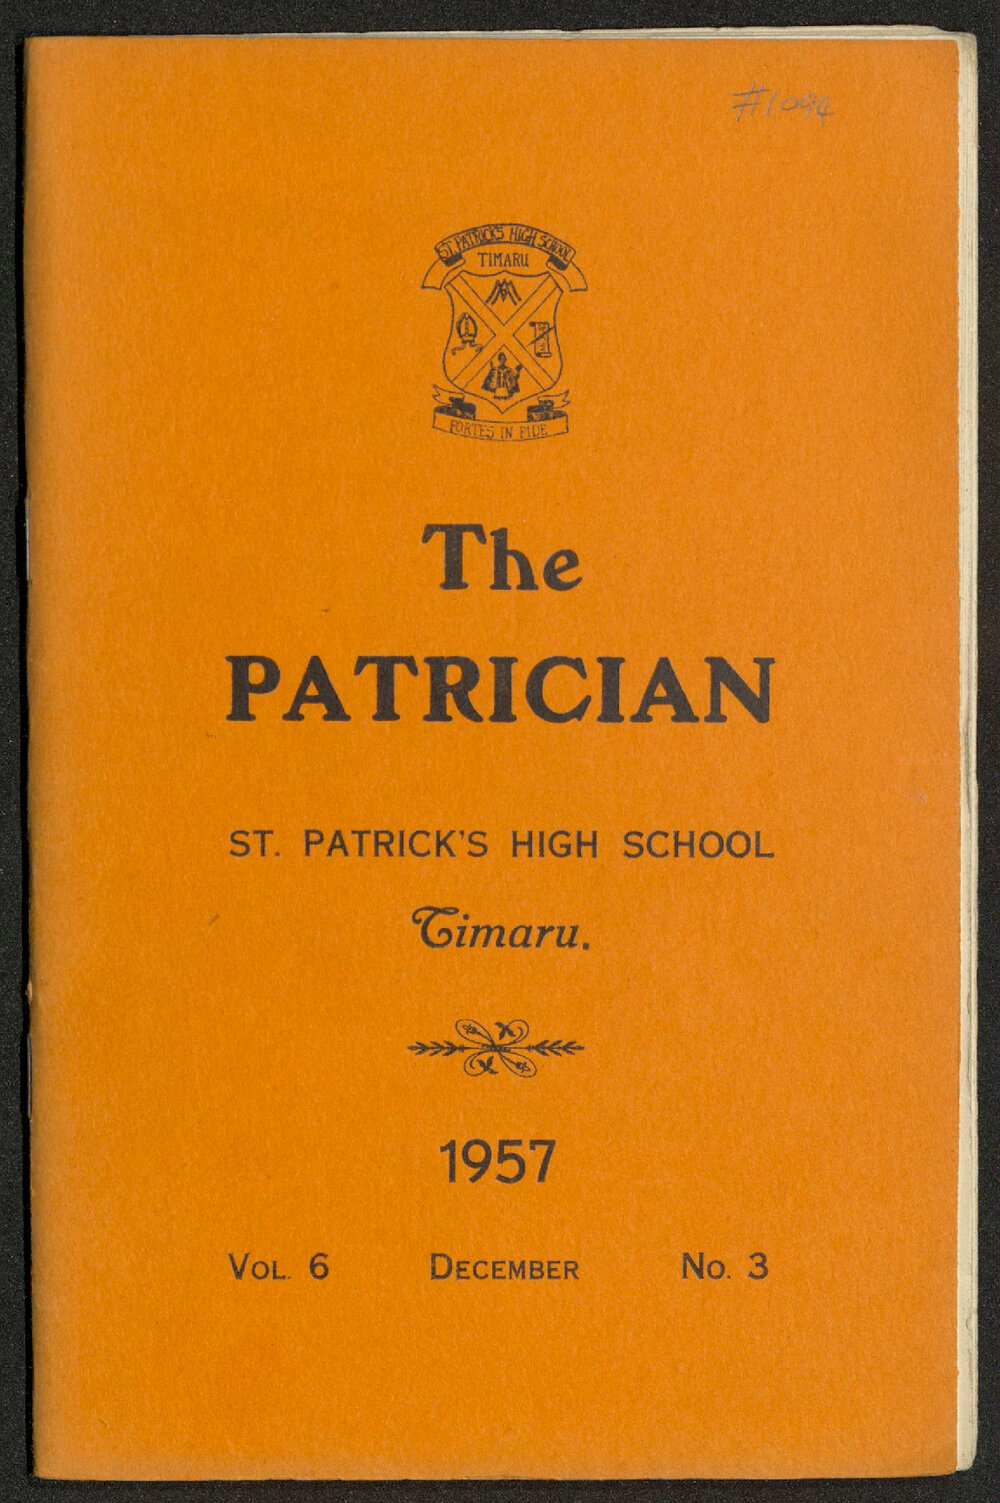 #1094
ST. PATRICK'S HIGH SCHOOL
TIMARU
FORTES IN FIDE
The
PATRICIAN
ST. PATRICK'S HIGH SCHOOL
Timaru.
1957
VOL. 6 DECEMBER NO. 3